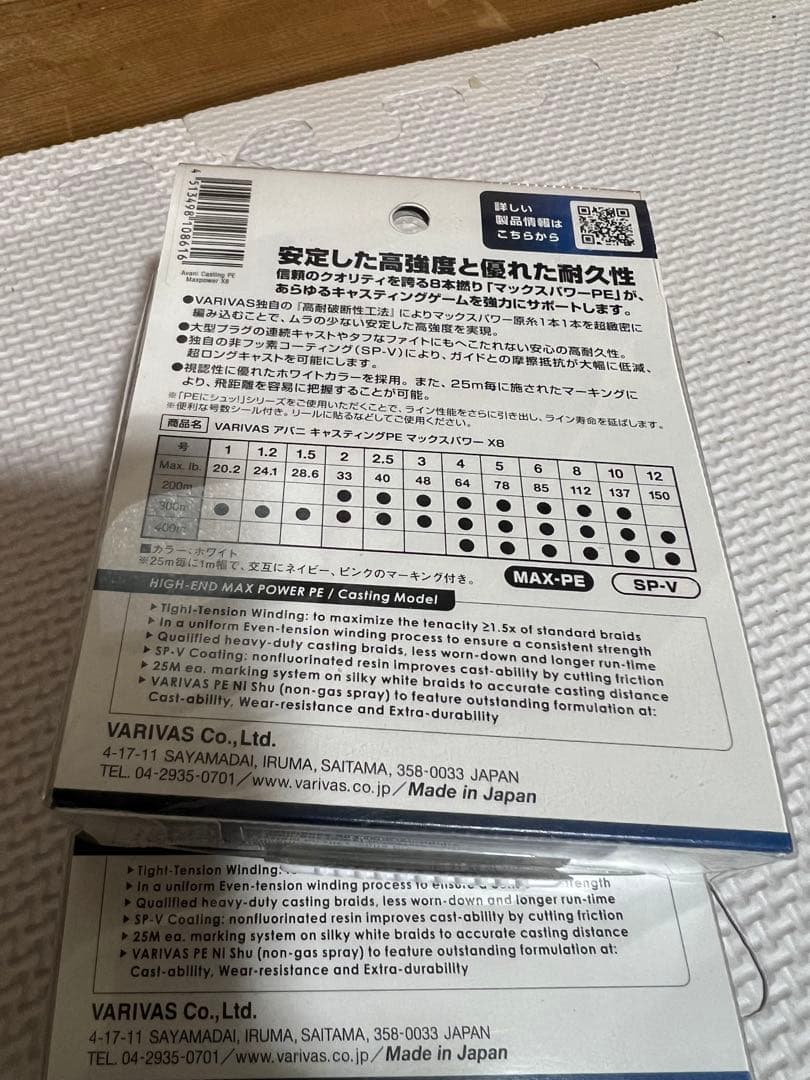 4 513498 108616
Avani Casting PE
Maxpower X8
詳しい
製品情報は
こちらから
安定した高強度と優れた耐久性
信頼のクオリティを誇る8本撚り「マックスパワーPE」が、
あらゆるキャスティングゲームを強力にサポートします。
●VARIVAS独自の「高耐破断性工法」によりマックスパワー原糸1本1本を超緻密に
編み込むことで、ムラの少ない安定した高強度を実現。
●大型プラグの連続キャストやタフなファイトにもへこたれない安心の高耐久性。
●独自の非フッ素コーティング(SP-V)により、ガイドとの摩擦抵抗が大幅に低減、
超ロングキャストを可能にします。
●視認性に優れたホワイトカラーを採用。また、25m毎に施されたマーキングに
より、飛距離を容易に把握することが可能。
※「PEにシュッ!」シリーズをご使用いただくことで、ライン性能をさらに引き出し、ライン寿命を延ばします。
※便利な号数シール付き。リールに貼るなどしてご使用ください。
商品名 VARIVAS アバニ キャスティングPE マックスパワー X8
号 1 1.2 1.5 2 2.5 3 4 5 6 8 10 12
Max. lb. 20.2 24.1 28.6 33 40 48 64 78 85 112 137 150
200m ● ● ● ● ● ● ● ●
300m ● ● ● ● ● ● ● ● ● ● ● ●
400m ● ● ● ● ● ●
■カラー:ホワイト
※25m毎に1m幅で、交互にネイビー、ピンクのマーキング付き。
MAX-PE SP-V
HIGH-END MAX POWER PE / Casting Model
▶ Tight-Tension Winding: to maximize the tenacity ≥1.5x of standard braids
▶ In a uniform Even-tension winding process to ensure a consistent strength
▶ Qualified heavy-duty casting braids, less worn-down and longer run-time
▶ SP-V Coating: nonfluorinated resin improves cast-ability by cutting friction
▶ 25M ea. marking system on silky white braids to accurate casting distance
▶ VARIVAS PE Ni Shu (non-gas spray) to feature outstanding formulation at:
Cast-ability, Wear-resistance and Extra-durability
VARIVAS Co.,Ltd.
4-17-11 SAYAMADAI, IRUMA, SAITAMA, 358-0033 JAPAN
TEL. 04-2935-0701／www.varivas.co.jp／Made in Japan
▶ Tight-Tension Winding:
▶ In a uniform Even-tension winding process to ensure a
▶ Qualified heavy-duty casting braids, less worn-down and longer run-time
▶ SP-V Coating: nonfluorinated resin improves cast-ability by cutting friction
▶ 25M ea. marking system on silky white braids to accurate casting distance
▶ VARIVAS PE Ni Shu (non-gas spray) to feature outstanding formulation at:
Cast-ability, Wear-resistance and Extra-durability
VARIVAS Co.,Ltd.
4-17-11 SAYAMADAI, IRUMA, SAITAMA, 358-0033 JAPAN
TEL. 04-2935-0701／www.varivas.co.jp／Made in Japan